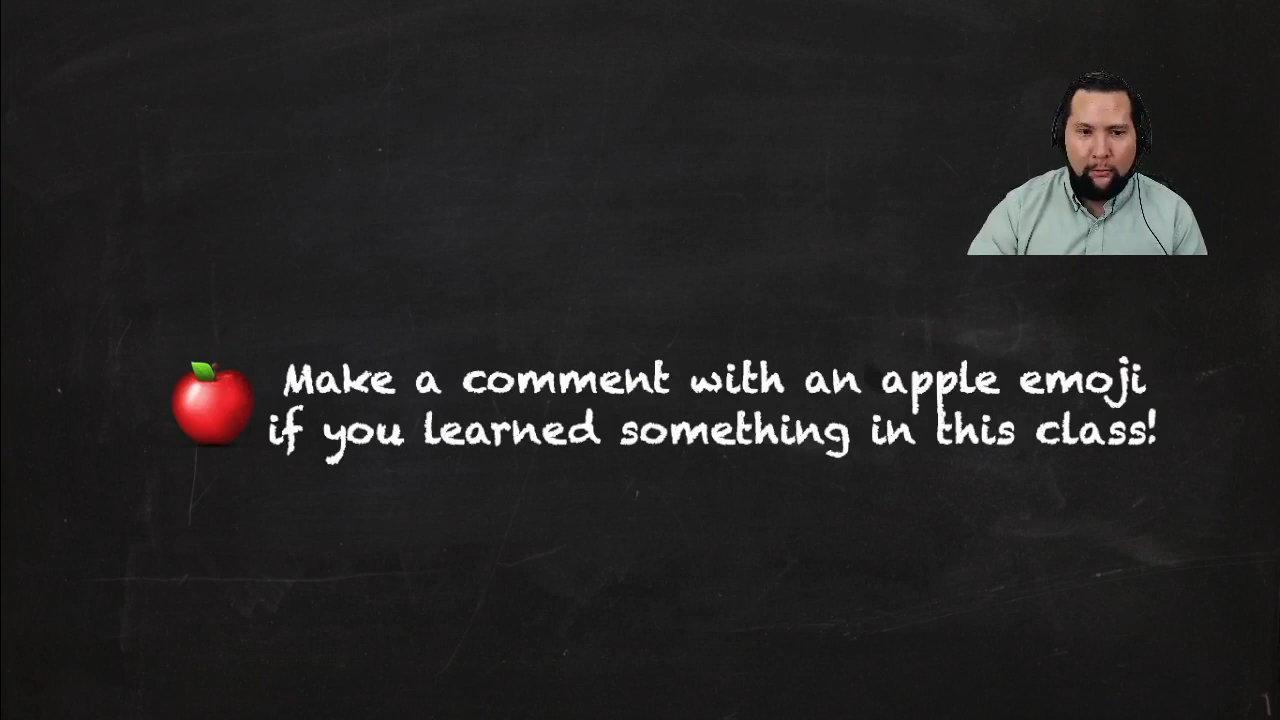 Make a comment with an apple emoji
if you learned something in this class!